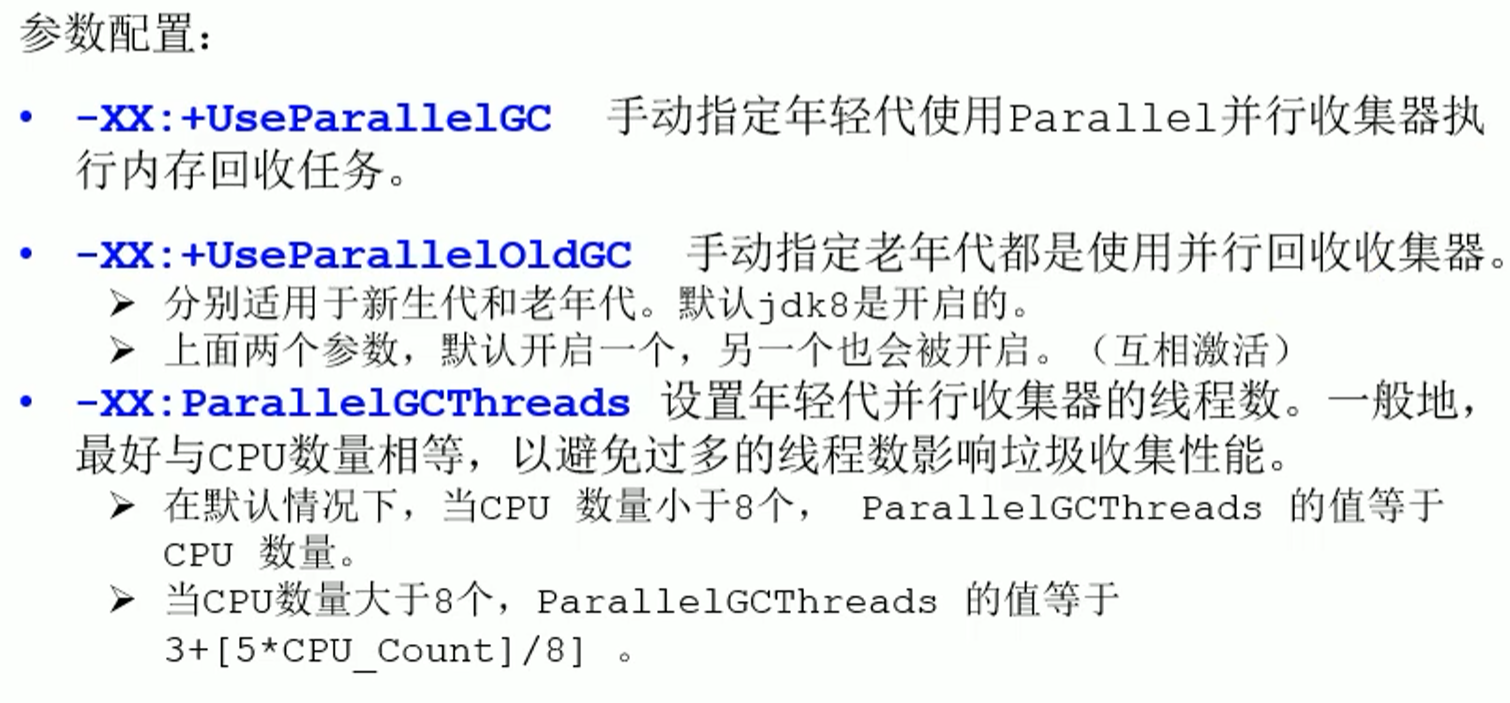 参数配置：
• -XX:+UseParallelGC 手动指定年轻代使用Parallel并行收集器执
行内存回收任务。
• -XX:+UseParallelOldGC 手动指定老年代都是使用并行回收收集器。
➢ 分别适用于新生代和老年代。默认jdk8是开启的。
➢ 上面两个参数，默认开启一个，另一个也会被开启。（互相激活）
• -XX:ParallelGCThreads 设置年轻代并行收集器的线程数。一般地，
最好与CPU数量相等，以避免过多的线程数影响垃圾收集性能。
➢ 在默认情况下，当CPU 数量小于8个， ParallelGCThreads 的值等于
CPU 数量。
➢ 当CPU数量大于8个，ParallelGCThreads 的值等于
3+[5*CPU_Count]/8] 。